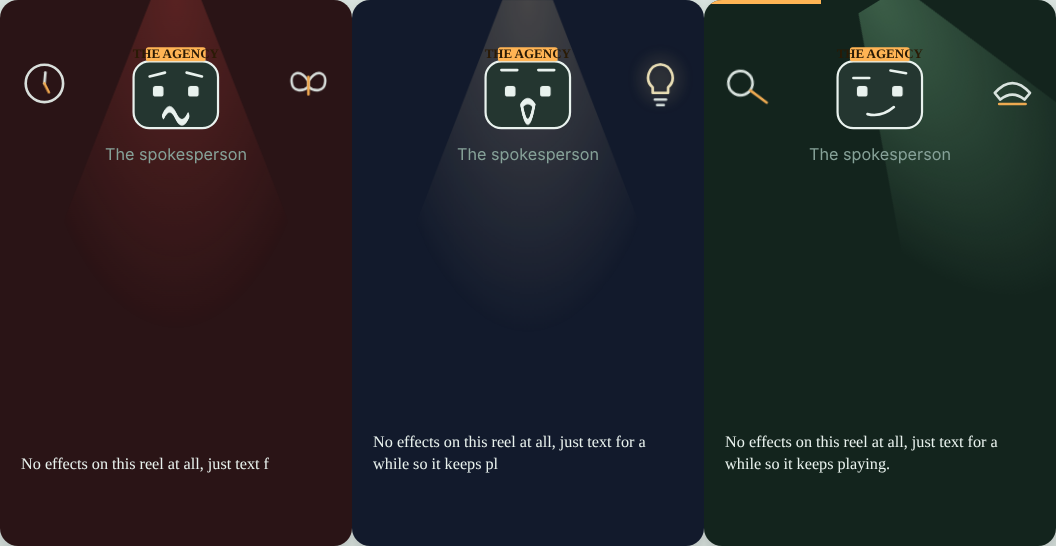 THE AGENCY
The spokesperson
No effects on this reel at all, just text f
THE AGENCY
The spokesperson
No effects on this reel at all, just text for a
while so it keeps pl
THE AGENCY
The spokesperson
No effects on this reel at all, just text for a
while so it keeps playing.